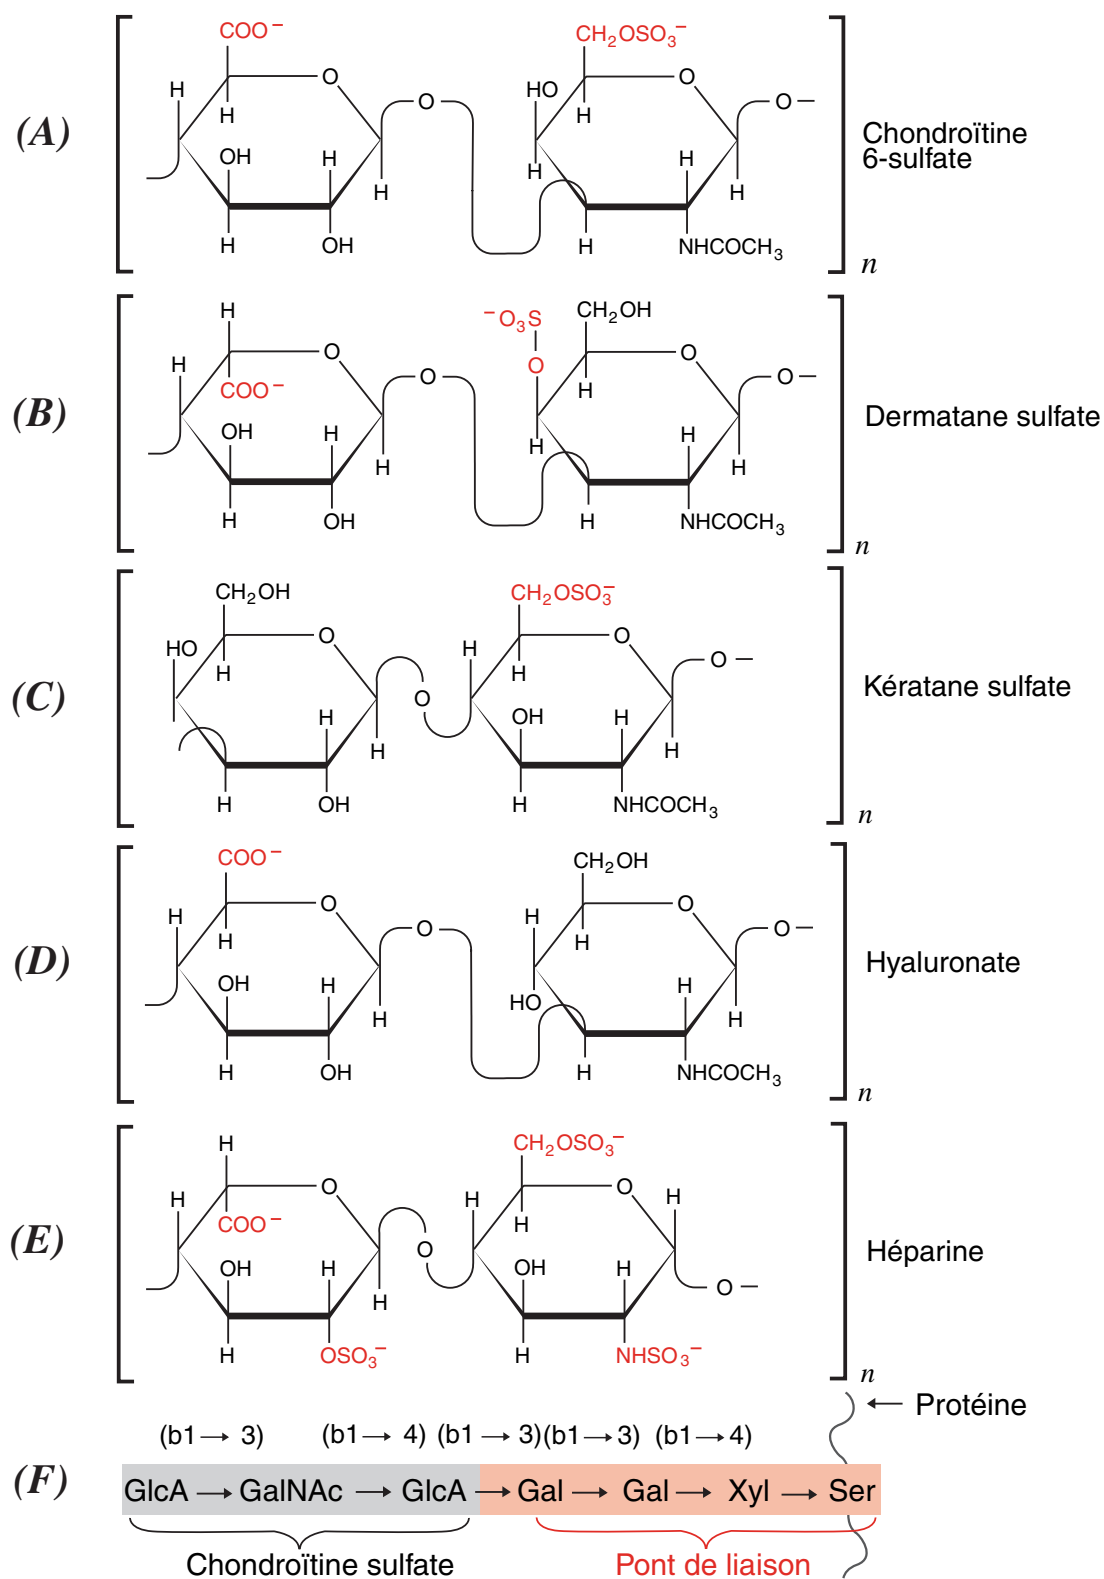 (A)
COO−
H
O
H
OH
H
H
OH
H
O
CH2OSO3−
HO
O
H
H
H
H
NHCOCH3
H
O
n
Chondroïtine
6-sulfate
(B)
H
O
H
COO−
OH
H
H
OH
H
O
−O3S
O
CH2OH
O
H
H
H
H
NHCOCH3
H
O
n
Dermatane sulfate
(C)
CH2OH
HO
O
H
H
H
OH
H
O
CH2OSO3−
H
O
OH
H
H
NHCOCH3
H
O
n
Kératane sulfate
(D)
COO−
H
O
H
OH
H
H
OH
H
O
CH2OH
H
O
H
HO
H
H
NHCOCH3
H
O
n
Hyaluronate
(E)
H
H
O
COO−
OH
H
H
OSO3−
H
O
CH2OSO3−
H
O
H
H
OH
H
H
NHSO3−
O
n
Héparine
Protéine
(b1→ 3) (b1→ 4) (b1→ 3)(b1→3) (b1→4)
(F)
GlcA → GalNAc → GlcA → Gal → Gal → Xyl → Ser
Chondroïtine sulfate Pont de liaison